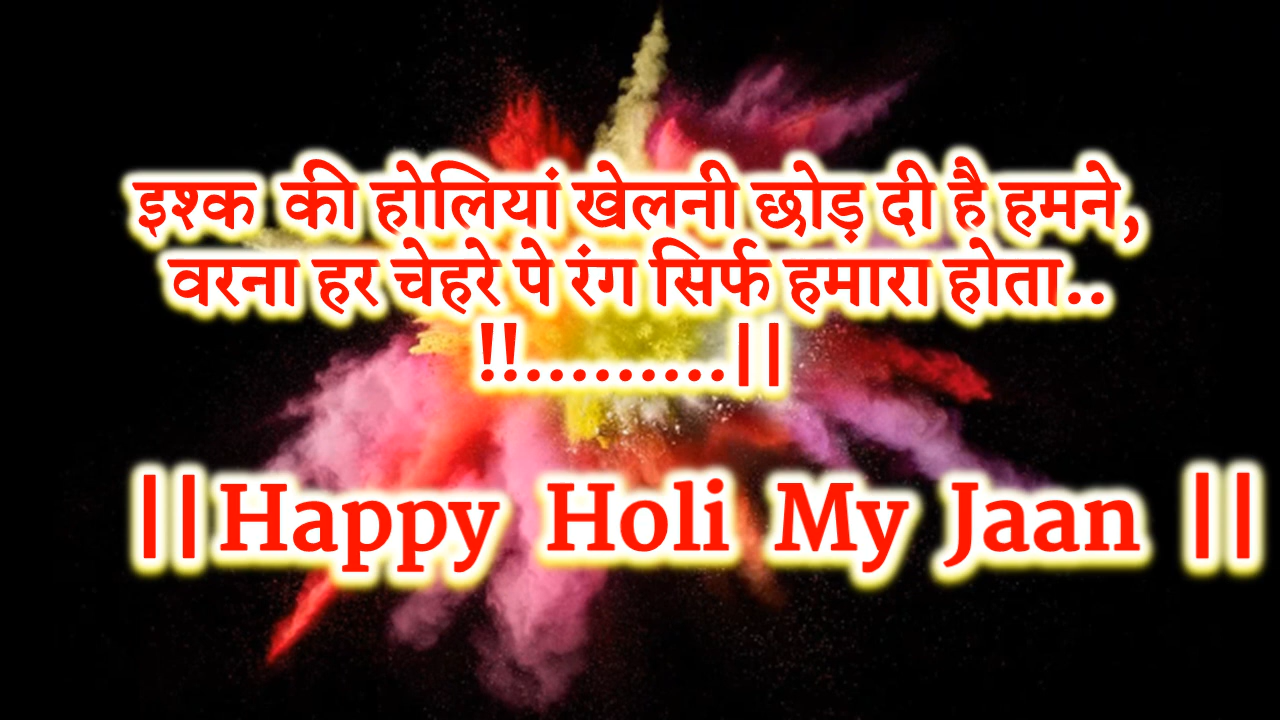 इश्क की होलियां खेलनी छोड़ दी है हमने,
वरना हर चेहरे पे रंग सिर्फ हमारा होता..
!!.........||
||Happy Holi My Jaan ||